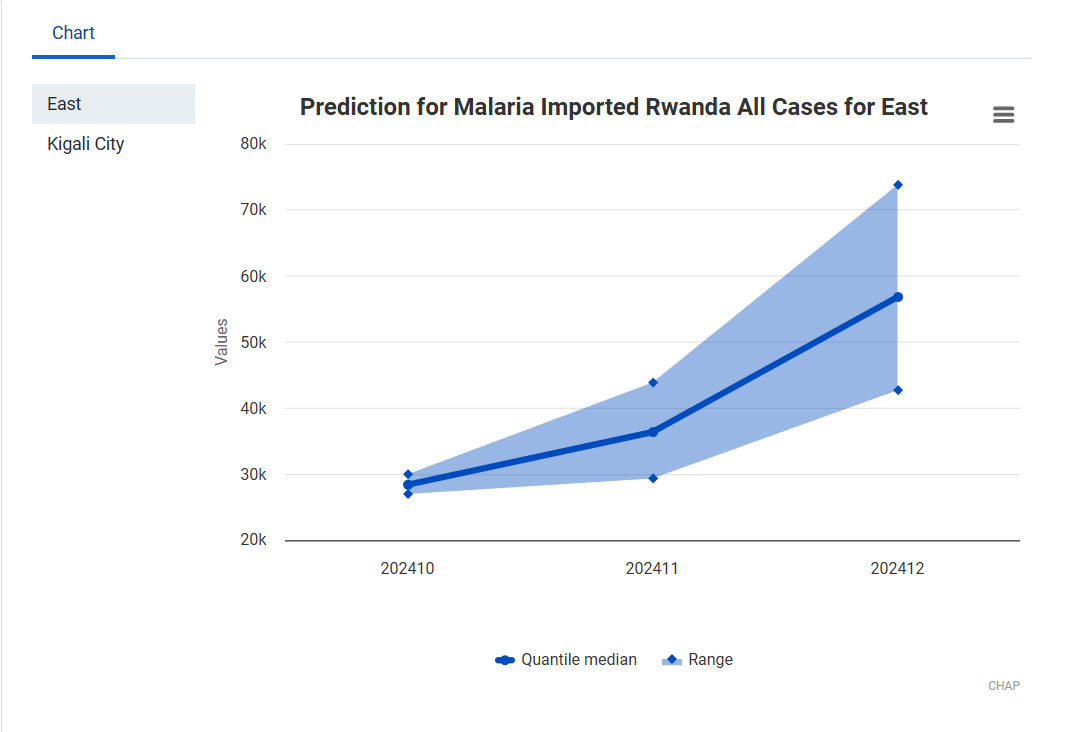 Chart
East
Kigali City
Prediction for Malaria Imported Rwanda All Cases for East
80k
70k
60k
50k
40k
30k
20k
Values
202410 202411 202412
Quantile median Range
CHAP